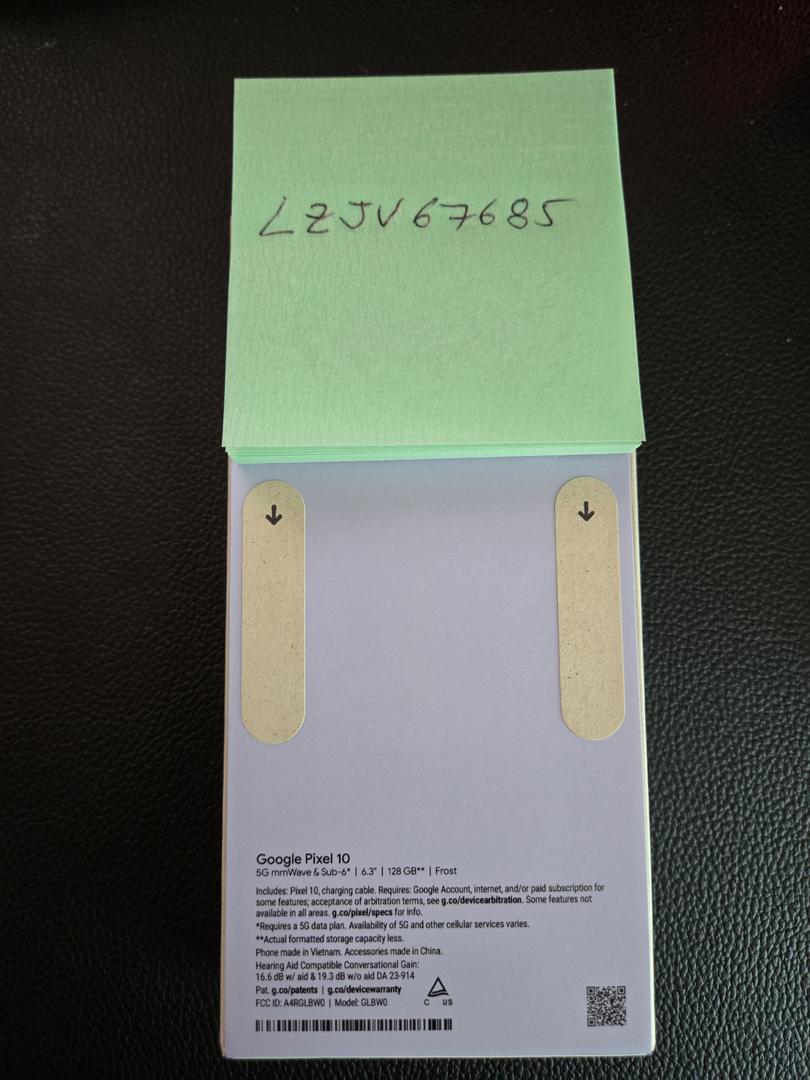 LZJV67685
Google Pixel 10
5G mmWave & Sub-6* | 6.3" | 128 GB** | Frost
Includes: Pixel 10, charging cable. Requires: Google Account, internet, and/or paid subscription for
some features; acceptance of arbitration terms, see g.co/devicearbitration. Some features not
available in all areas. g.co/pixel/specs for info.
*Requires a 5G data plan. Availability of 5G and other cellular services varies.
**Actual formatted storage capacity less.
Phone made in Vietnam. Accessories made in China.
Hearing Aid Compatible Conversational Gain:
16.6 dB w/ aid & 19.3 dB w/o aid DA 23-914
Pat. g.co/patents | g.co/devicewarranty
FCC ID: A4RGLBW0 | Model: GLBW0
C US